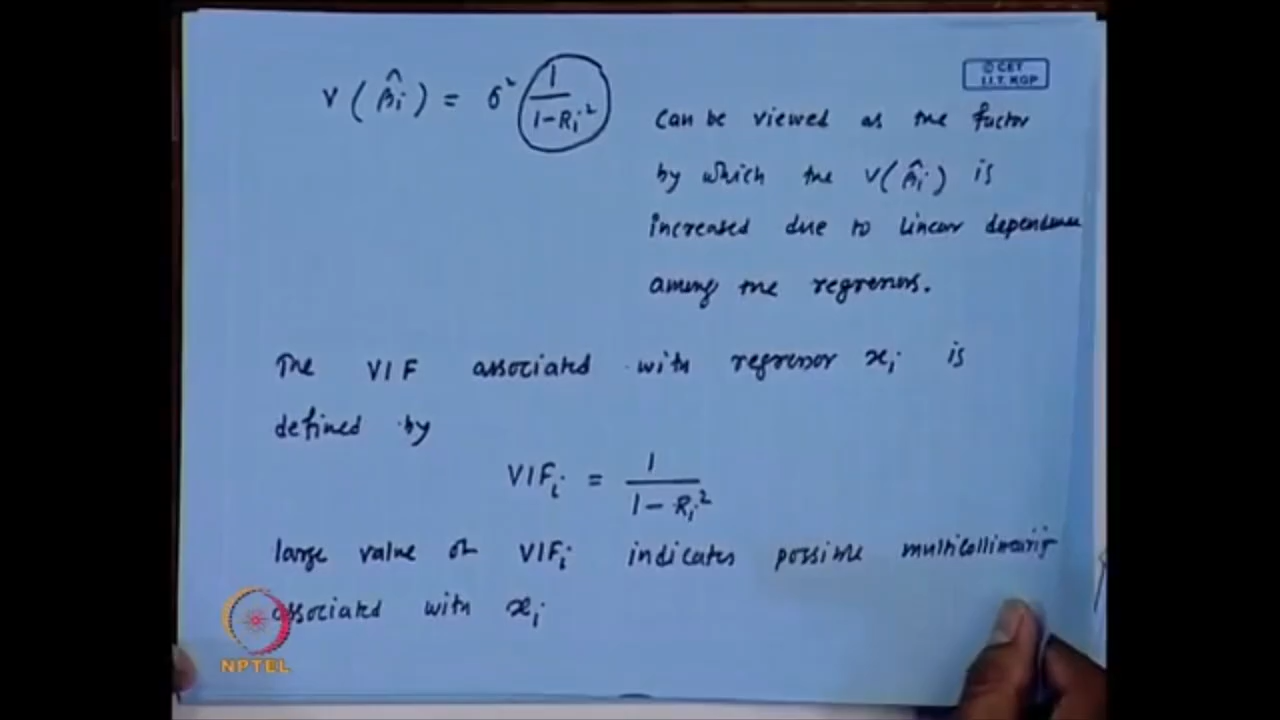 V(β̂i) = σ² 1/(1-Ri²)
© CET
I.I.T. KGP
can be viewed as the factor
by which the V(β̂i) is
increased due to linear dependence
among the regressors.
The VIF associated with regressor xi is
defined by
VIFi = 1/(1-Ri²)
large value of VIFi indicates possible multicollinearity
associated with xi
NPTEL